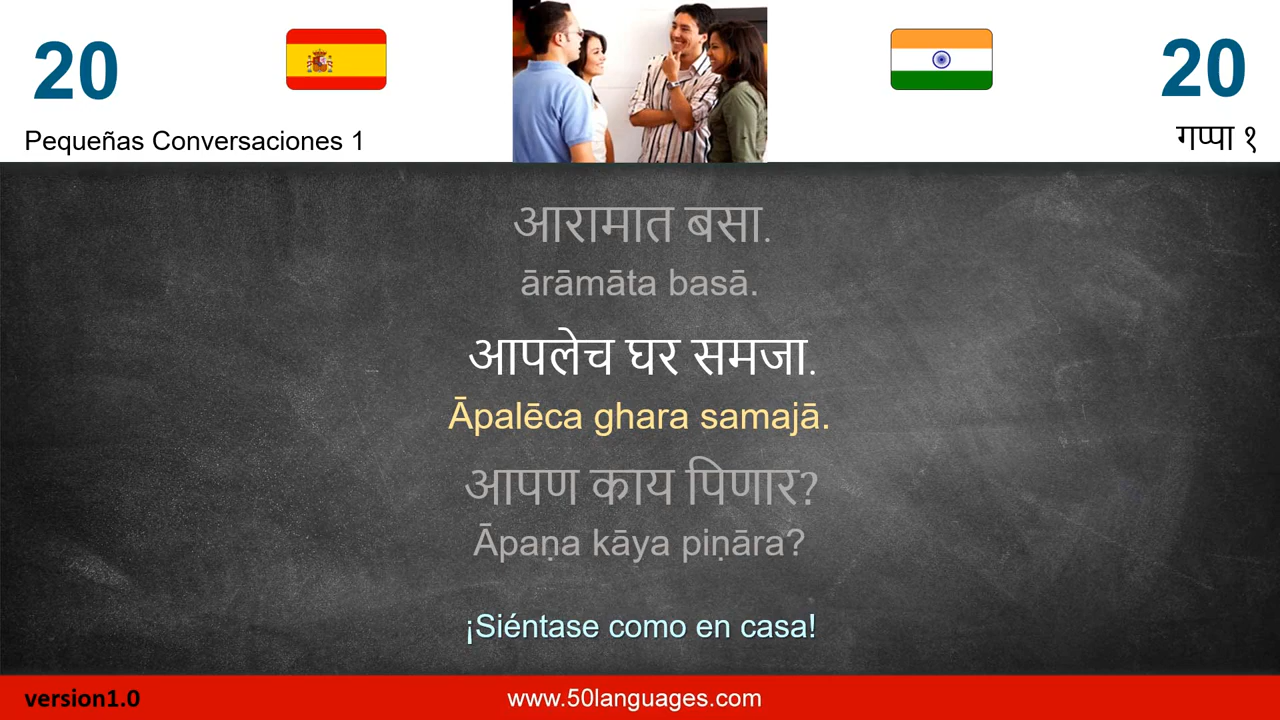 20
20
Pequeñas Conversaciones 1
गप्पा १
आरामात बसा.
ārāmāta basā.
आपलेच घर समजा.
Āpalēca ghara samajā.
आपण काय पिणार?
Āpaṇa kāya piṇāra?
¡Siéntase como en casa!
version1.0
www.50languages.com